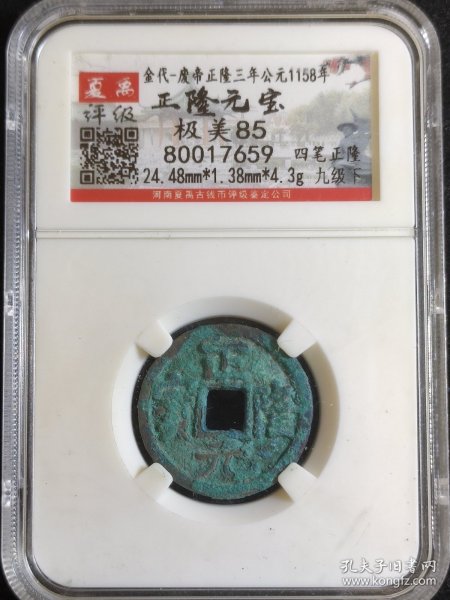 金代-废帝正隆三年公元1158年
夏禹
评级
正隆元宝
极美85
80017659
四笔正隆
24.48mm*1.38mm*4.3g 九级下
河南夏禹古钱币评级鉴定公司
正隆元宝
孔夫子旧书网
www.kongfz.com